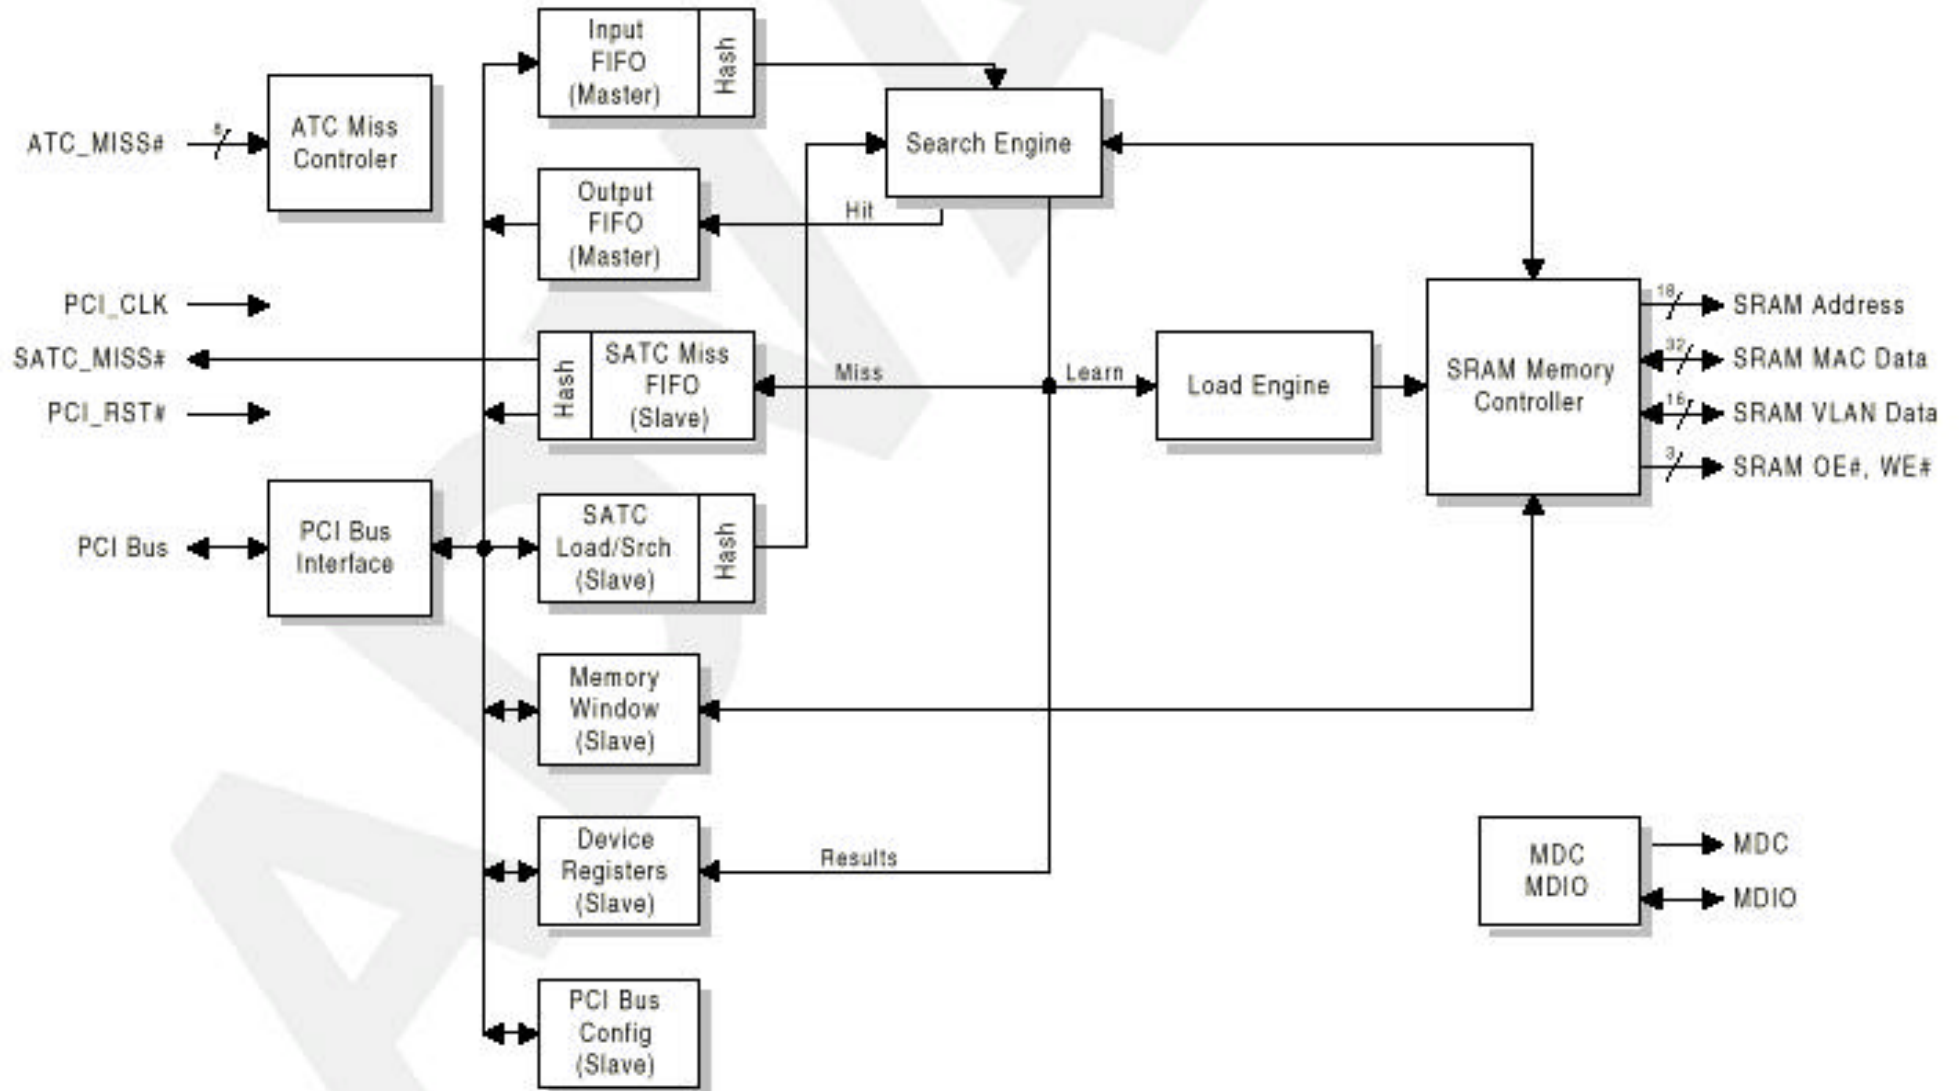 Input
FIFO
(Master)
Hash
ATC_MISS#
8
ATC Miss
Controler
Search Engine
Output
FIFO
(Master)
Hit
PCI_CLK
SATC_MISS#
PCI_RST#
Hash
SATC Miss
FIFO
(Slave)
Miss
Learn
Load Engine
SRAM Memory
Controller
18
SRAM Address
32
SRAM MAC Data
16
SRAM VLAN Data
3
SRAM OE#, WE#
PCI Bus
PCI Bus
Interface
SATC
Load/Srch
(Slave)
Hash
Memory
Window
(Slave)
Device
Registers
(Slave)
Results
MDC
MDIO
MDC
MDIO
PCI Bus
Config
(Slave)